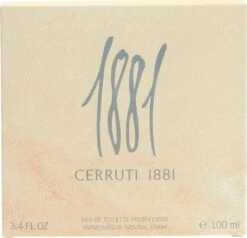 1881
CERRUTI 1881
EAU DE TOILETTE POUR FEMME
VAPORISATEUR NATURAL SPRAY
3.4 FL OZ
e 100 ml